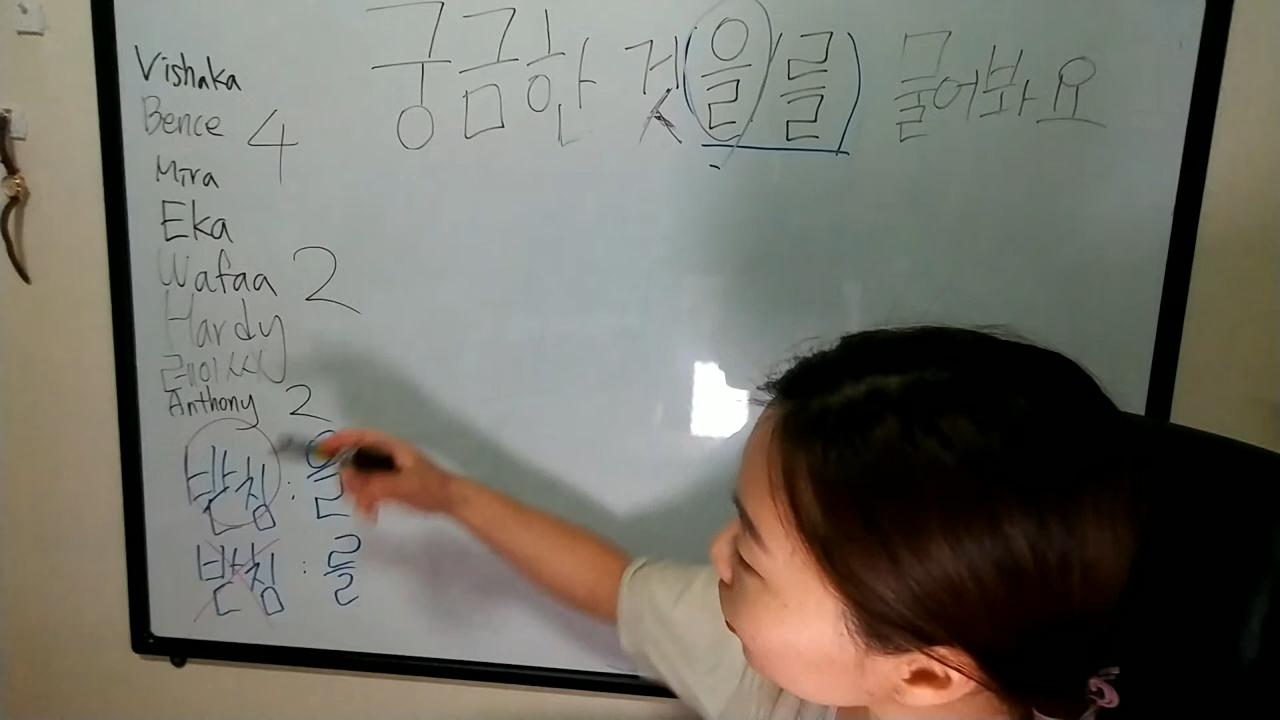 궁금한 것(을/를) 물어봐요
Vishaka
Bence 4
Mira
Eka
Wafaa 2
Hardy
레이씨
Anthony 2
받침 : 을
받침 : 를